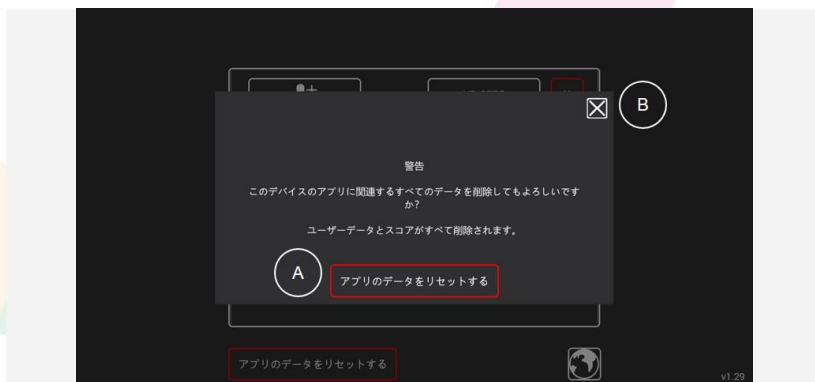 B
警告
このデバイスのアプリに関連するすべてのデータを削除してもよろしいです
か?
ユーザーデータとスコアがすべて削除されます。
A
アプリのデータをリセットする
アプリのデータをリセットする
v1.29